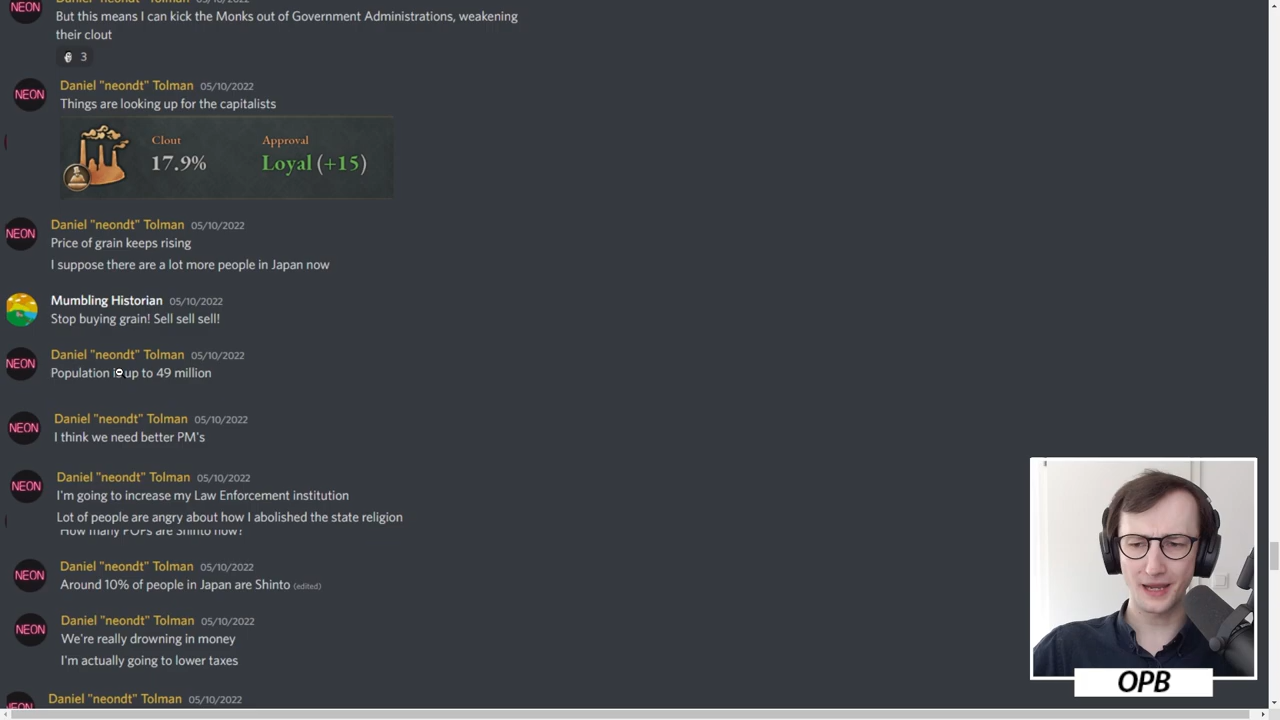 NEON
Daniel "neondt" Tolman 05/10/2022
But this means I can kick the Monks out of Government Administrations, weakening
their clout
3
Daniel "neondt" Tolman 05/10/2022
NEON
Things are looking up for the capitalists
Clout Approval
17.9% Loyal (+15)
Daniel "neondt" Tolman 05/10/2022
NEON
Price of grain keeps rising
I suppose there are a lot more people in Japan now
Mumbling Historian 05/10/2022
Stop buying grain! Sell sell sell!
Daniel "neondt" Tolman 05/10/2022
NEON
Population is up to 49 million
Daniel "neondt" Tolman 05/10/2022
NEON
I think we need better PM's
Daniel "neondt" Tolman 05/10/2022
NEON
I'm going to increase my Law Enforcement institution
Lot of people are angry about how I abolished the state religion
How many POPs are Shinto now?
Daniel "neondt" Tolman 05/10/2022
NEON
Around 10% of people in Japan are Shinto (edited)
Daniel "neondt" Tolman 05/10/2022
NEON
We're really drowning in money
I'm actually going to lower taxes
Daniel "neondt" Tolman 05/10/2022
NEON
OPB